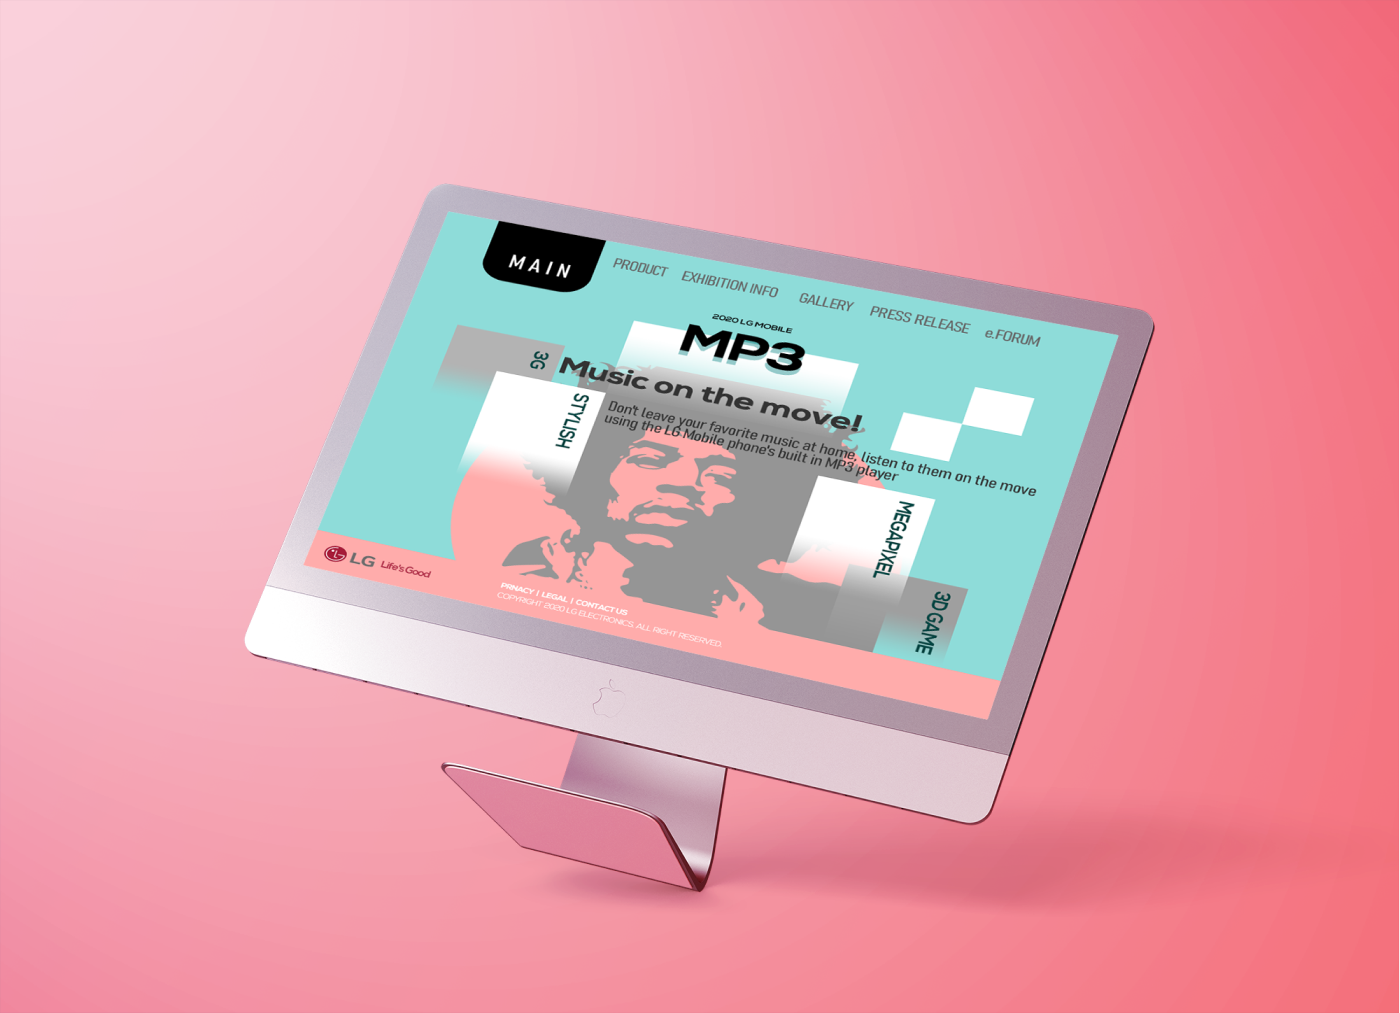 MAIN
PRODUCT
EXHIBITION INFO
GALLERY
PRESS RELEASE
e.FORUM
2020 LG MOBILE
MP3
Music on the move!
Don't leave your favorite music at home, listen to them on the move
using the LG Mobile phone's built in MP3 player
3G
STYLISH
MEGAPIXEL
3D GAME
LG Life's Good
PRNACY | LEGAL | CONTACT US
COPYRIGHT 2020 LG ELECTRONICS. ALL RIGHT RESERVED.